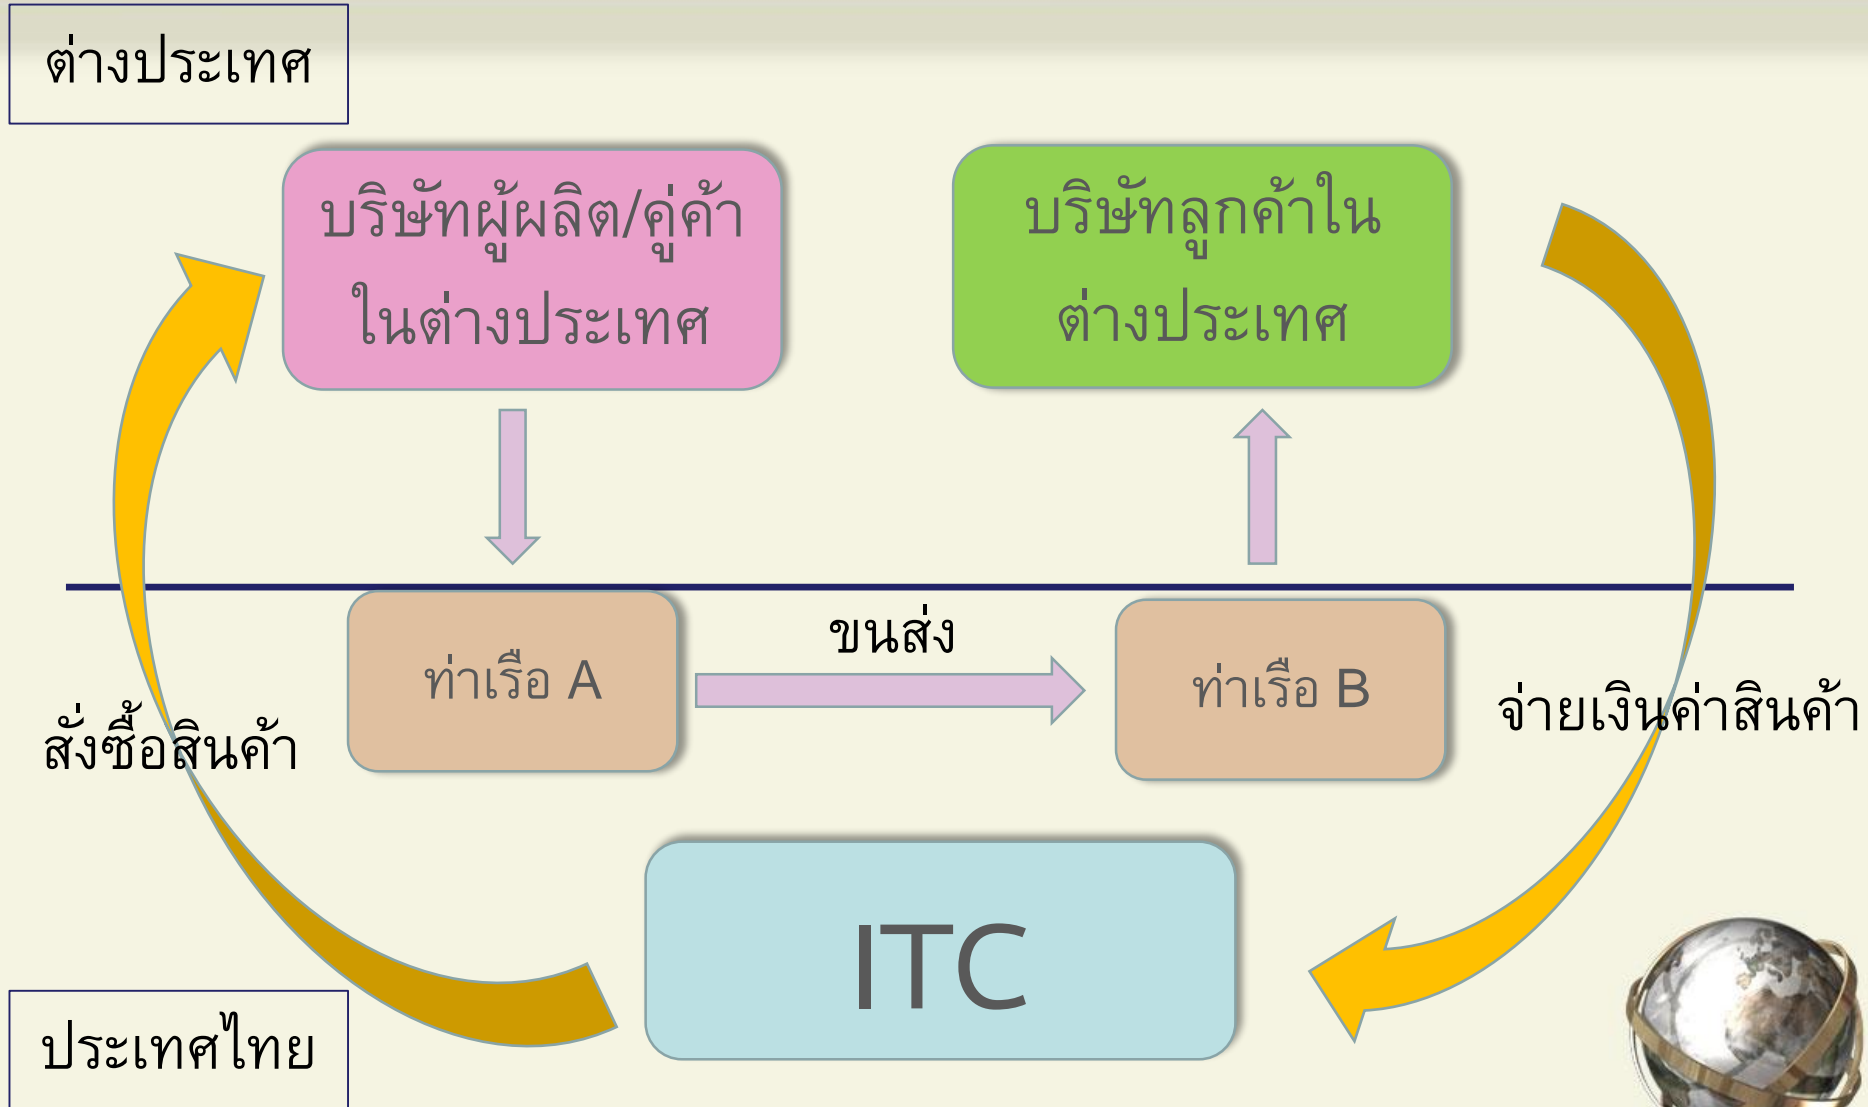 ต่างประเทศ
บริษัทผู้ผลิต/คู่ค้า
ในต่างประเทศ
บริษัทลูกค้าใน
ต่างประเทศ
ท่าเรือ A
ขนส่ง
ท่าเรือ B
สั่งซื้อสินค้า
จ่ายเงินค่าสินค้า
ITC
ประเทศไทย